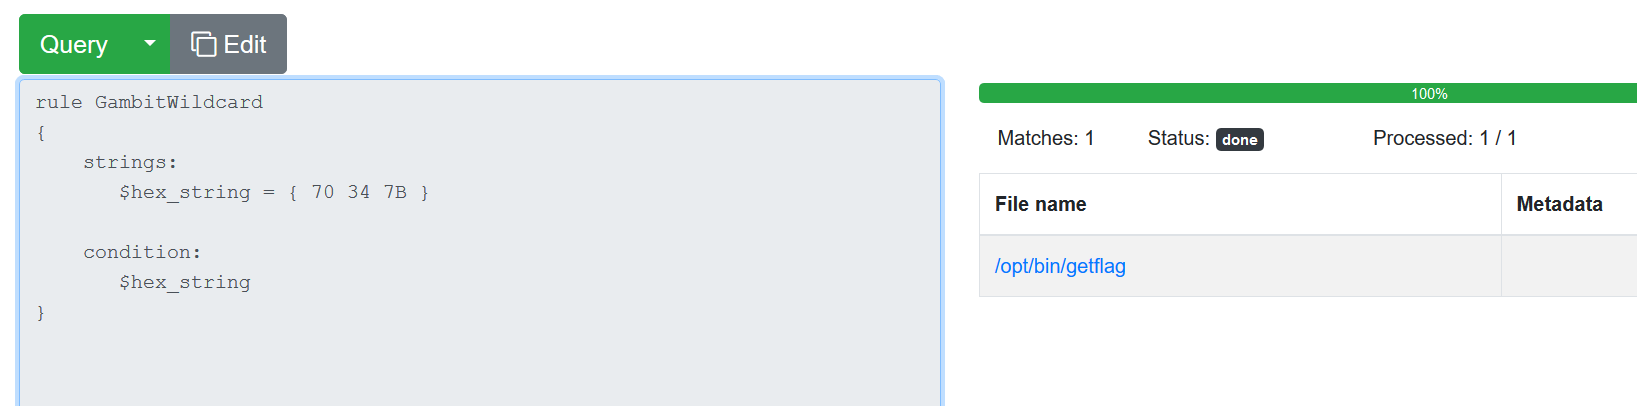 Query Edit
rule GambitWildcard
{
    strings:
       $hex_string = { 70 34 7B }

    condition:
       $hex_string
}
100%
Matches: 1 Status: done Processed: 1 / 1
File name Metadata
/opt/bin/getflag